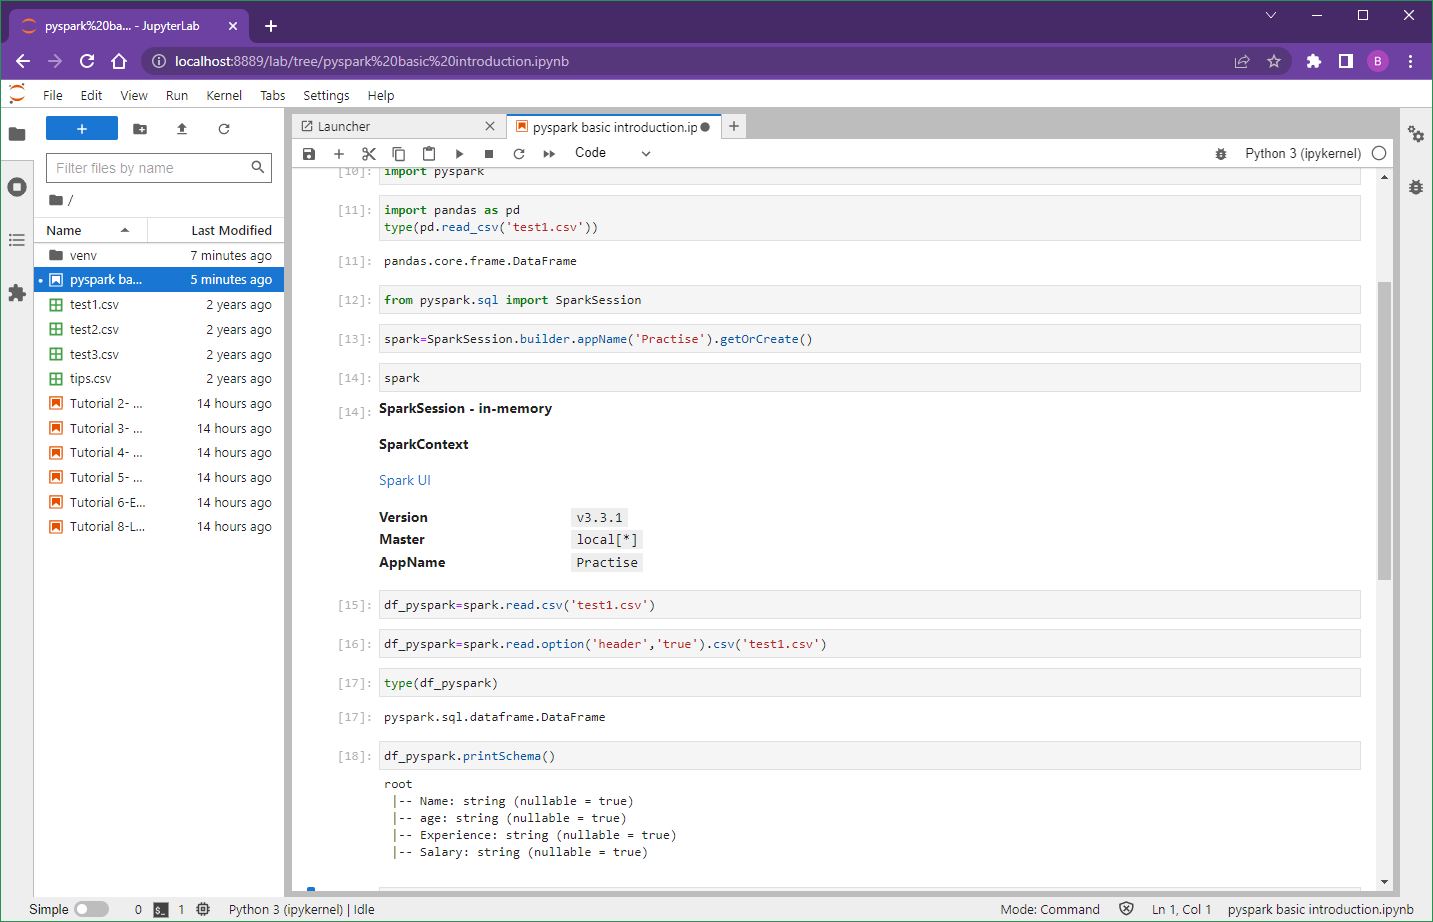 pyspark%20ba... - JupyterLab
localhost:8889/lab/tree/pyspark%20basic%20introduction.ipynb
B
File Edit View Run Kernel Tabs Settings Help
Launcher
pyspark basic introduction.ip
Code
Python 3 (ipykernel)
Filter files by name
/
Name Last Modified
venv 7 minutes ago
pyspark ba... 5 minutes ago
test1.csv 2 years ago
test2.csv 2 years ago
test3.csv 2 years ago
tips.csv 2 years ago
Tutorial 2- ... 14 hours ago
Tutorial 3- ... 14 hours ago
Tutorial 4- ... 14 hours ago
Tutorial 5- ... 14 hours ago
Tutorial 6-E... 14 hours ago
Tutorial 8-L... 14 hours ago
[10]: import pyspark
[11]: import pandas as pd
type(pd.read_csv('test1.csv'))
[11]: pandas.core.frame.DataFrame
[12]: from pyspark.sql import SparkSession
[13]: spark=SparkSession.builder.appName('Practise').getOrCreate()
[14]: spark
[14]: SparkSession - in-memory
SparkContext
Spark UI
Version v3.3.1
Master local[*]
AppName Practise
[15]: df_pyspark=spark.read.csv('test1.csv')
[16]: df_pyspark=spark.read.option('header','true').csv('test1.csv')
[17]: type(df_pyspark)
[17]: pyspark.sql.dataframe.DataFrame
[18]: df_pyspark.printSchema()
root
|-- Name: string (nullable = true)
|-- age: string (nullable = true)
|-- Experience: string (nullable = true)
|-- Salary: string (nullable = true)
Simple 0 $_ 1 Python 3 (ipykernel) | Idle Mode: Command Ln 1, Col 1 pyspark basic introduction.ipynb